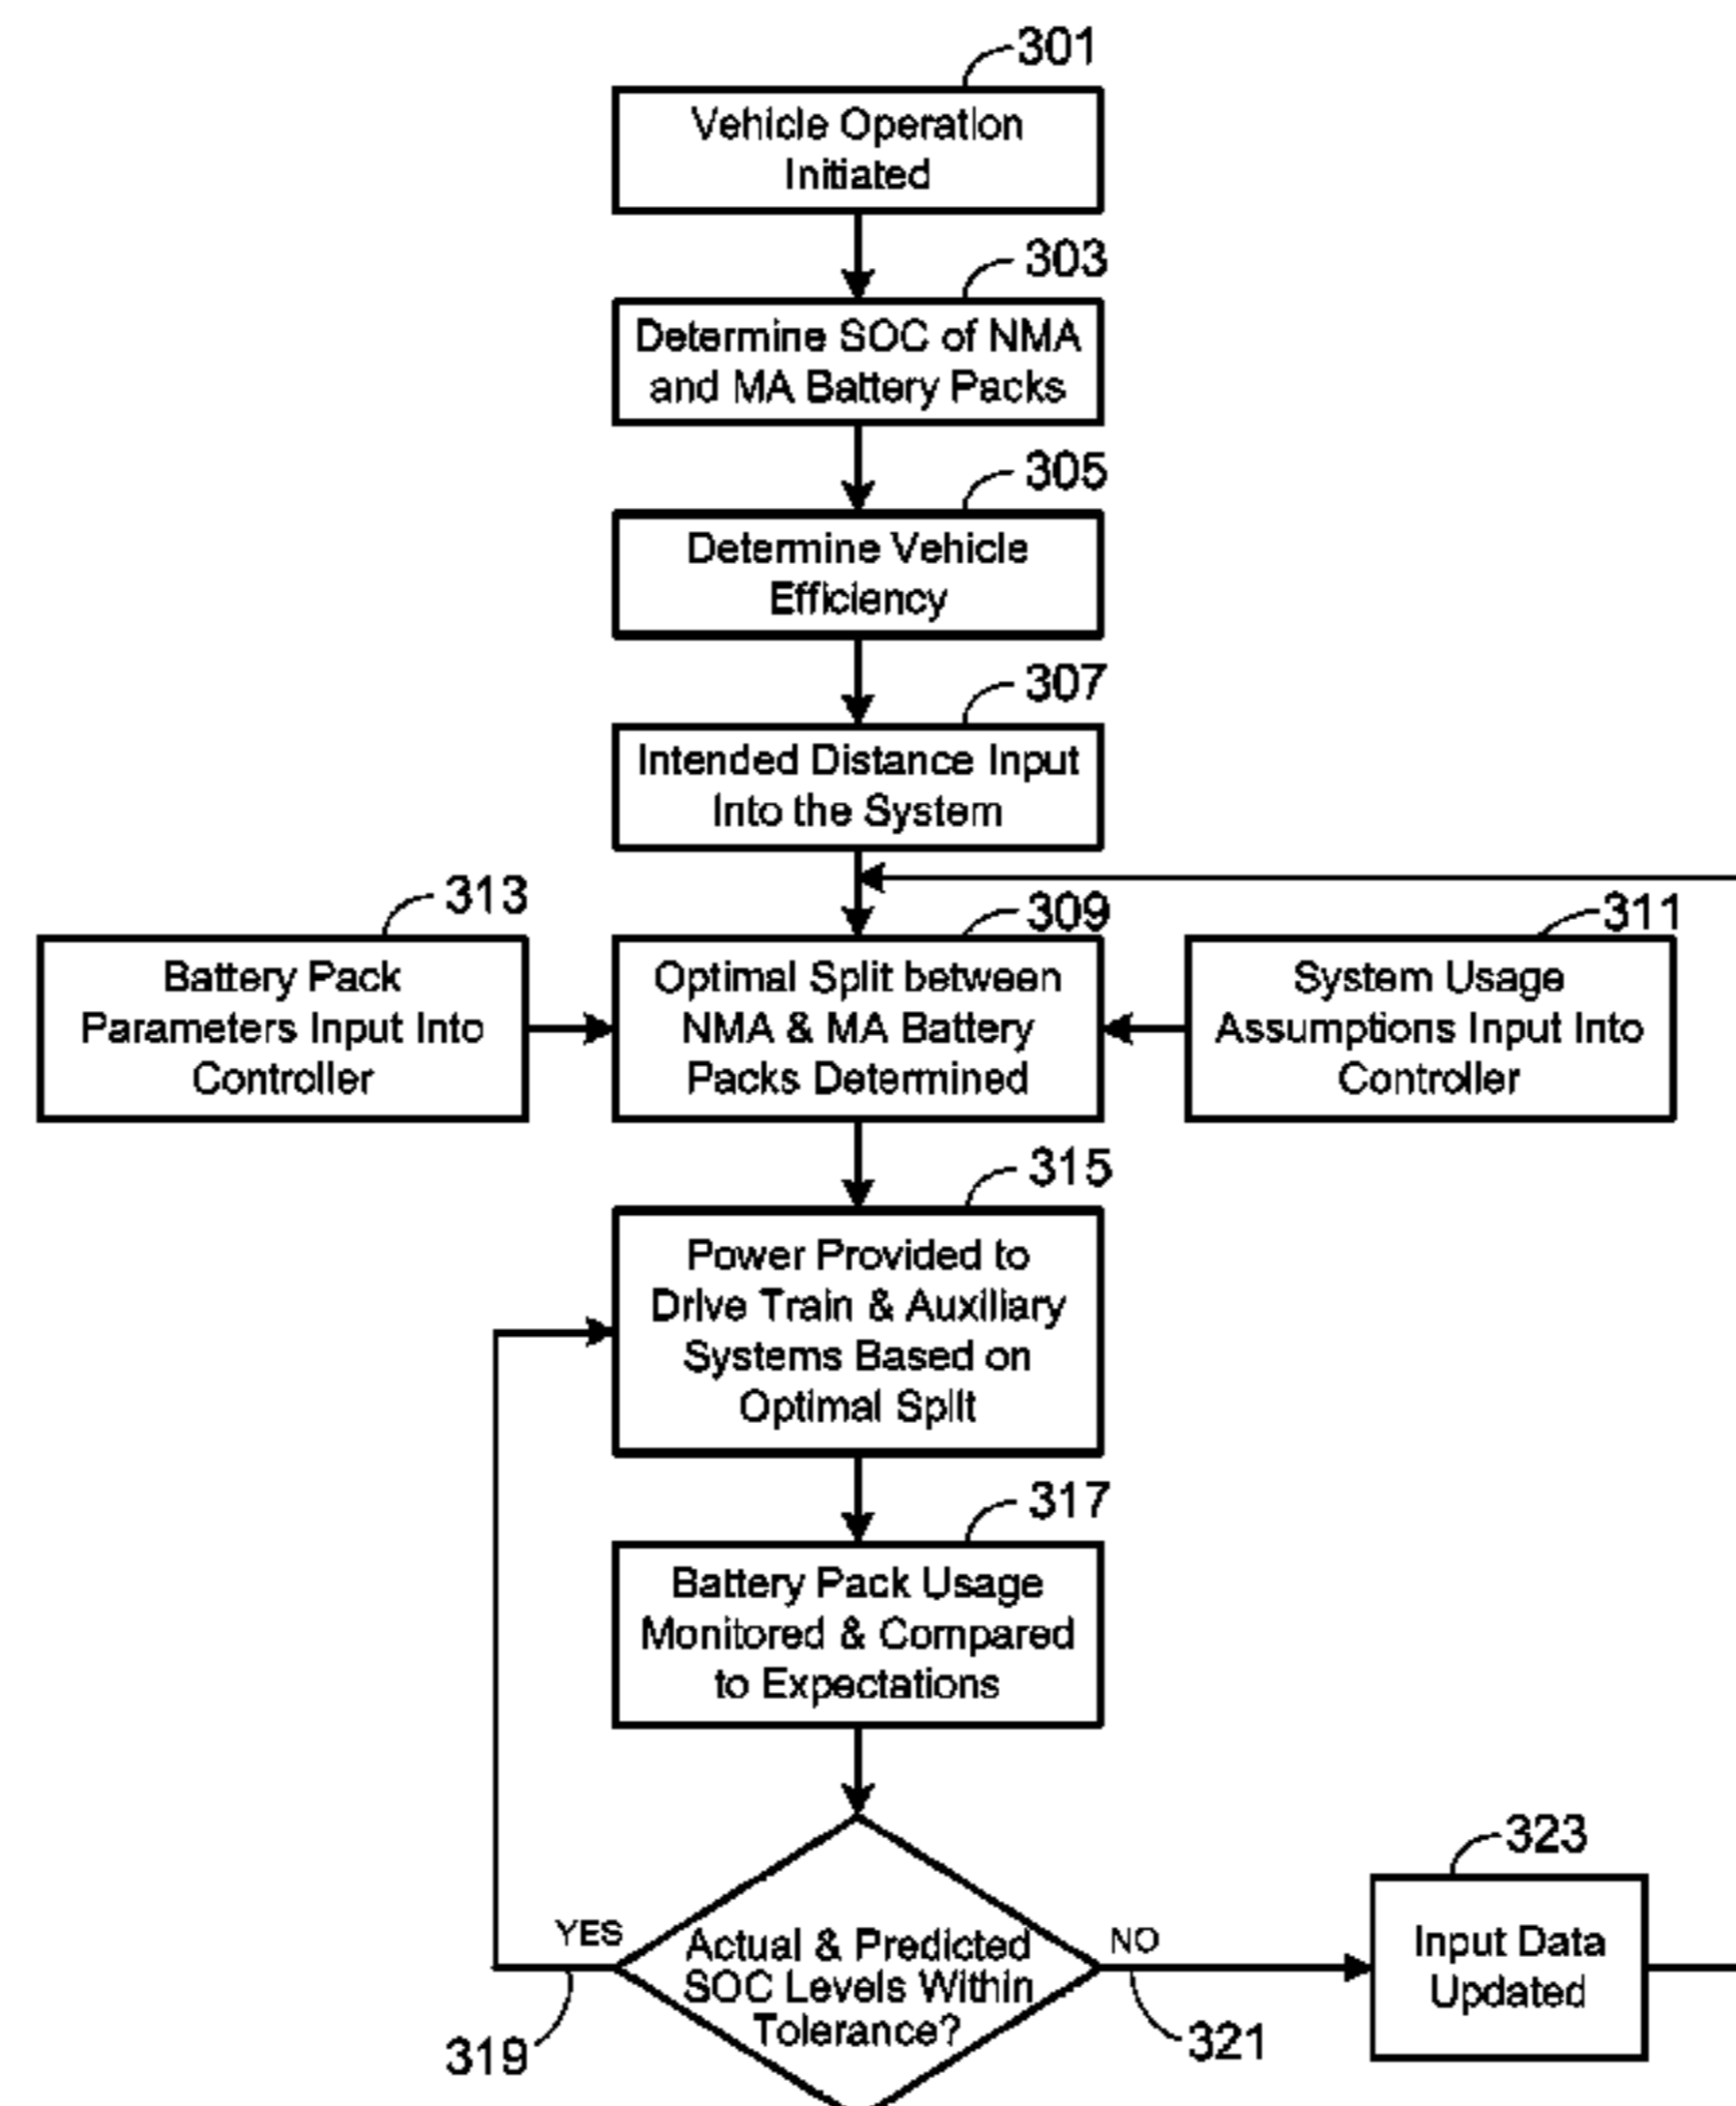 301
Vehicle Operation
Initiated
303
Determine SOC of NMA
and MA Battery Packs
305
Determine Vehicle
Efficiency
307
Intended Distance Input
Into the System
313
Battery Pack
Parameters Input Into
Controller
309
Optimal Split between
NMA & MA Battery
Packs Determined
311
System Usage
Assumptions Input Into
Controller
315
Power Provided to
Drive Train & Auxiliary
Systems Based on
Optimal Split
317
Battery Pack Usage
Monitored & Compared
to Expectations
YES
319
Actual & Predicted
SOC Levels Within
Tolerance?
NO
321
323
Input Data
Updated